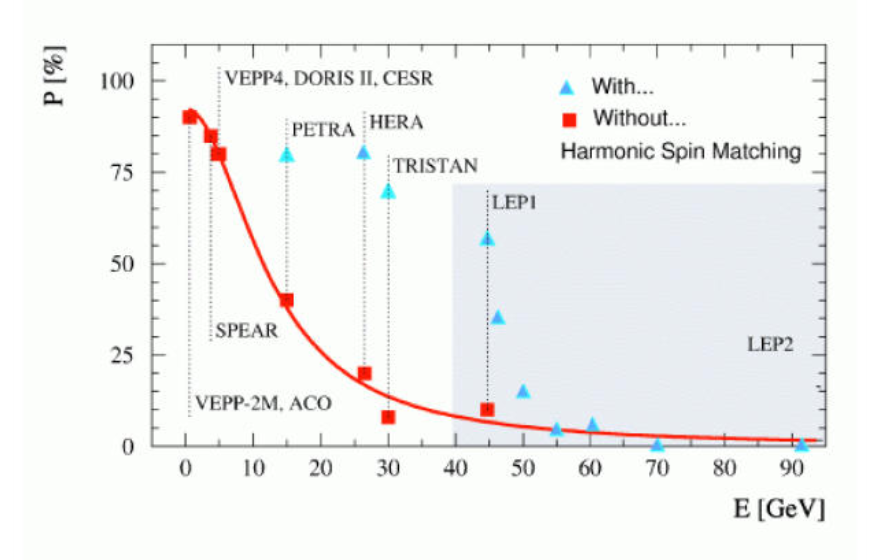 P [%]
100
75
50
25
0
VEPP4, DORIS II, CESR
PETRA
HERA
TRISTAN
With...
Without...
Harmonic Spin Matching
LEP1
LEP2
SPEAR
VEPP-2M, ACO
0 10 20 30 40 50 60 70 80 90
E [GeV]